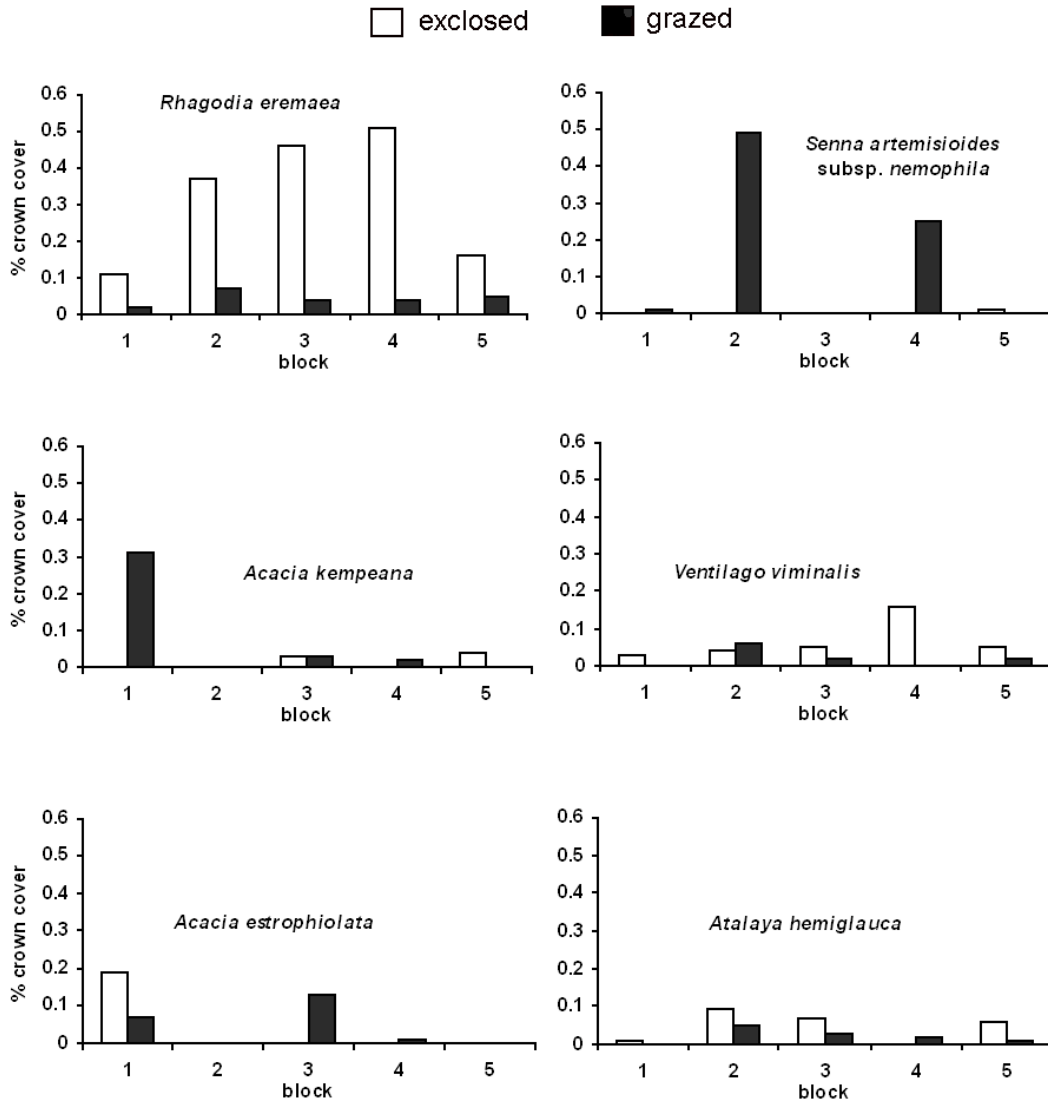 exclosed grazed
0.6
0.5
0.4
0.3
0.2
0.1
0
% crown cover
Rhagodia eremaea
1 2 3 4 5
block
0.6
0.5
0.4
0.3
0.2
0.1
0
Senna artemisioides
subsp. nemophila
1 2 3 4 5
block
0.6
0.5
0.4
0.3
0.2
0.1
0
% crown cover
Acacia kempeana
1 2 3 4 5
block
0.6
0.5
0.4
0.3
0.2
0.1
0
Ventilago viminalis
1 2 3 4 5
block
0.6
0.5
0.4
0.3
0.2
0.1
0
% crown cover
Acacia estrophiolata
1 2 3 4 5
block
0.6
0.5
0.4
0.3
0.2
0.1
0
Atalaya hemiglauca
1 2 3 4 5
block